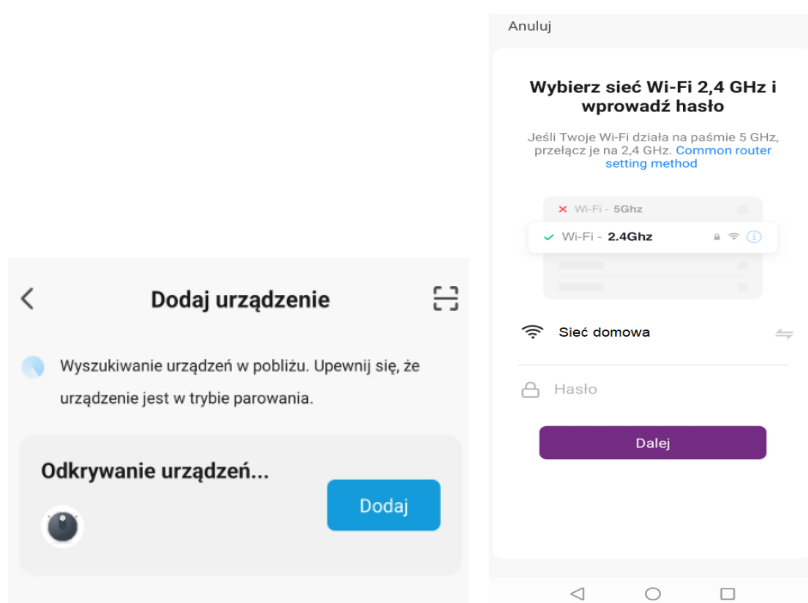 Dodaj urządzenie
Wyszukiwanie urządzeń w pobliżu. Upewnij się, że
urządzenie jest w trybie parowania.
Odkrywanie urządzeń...
Dodaj
Anuluj
Wybierz sieć Wi-Fi 2,4 GHz i
wprowadź hasło
Jeśli Twoje Wi-Fi działa na paśmie 5 GHz,
przełącz je na 2,4 GHz. Common router
setting method
Wi-Fi - 5Ghz
Wi-Fi - 2.4Ghz
Sieć domowa
Hasło
Dalej